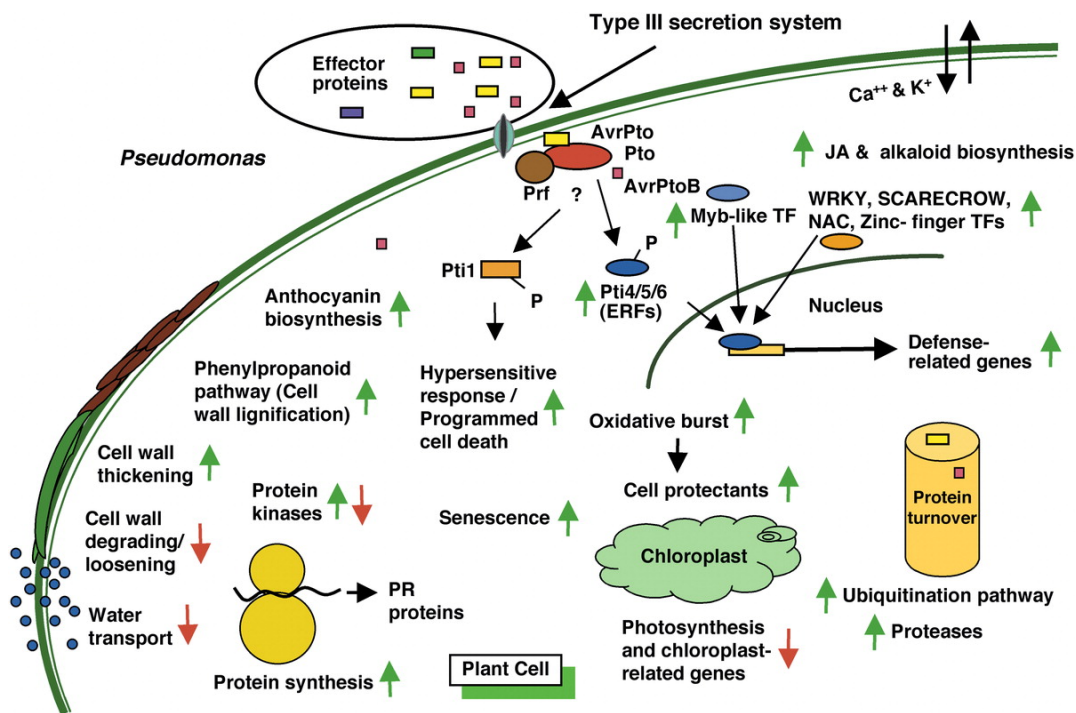 Type III secretion system
Effector
proteins
Ca++ & K+
Pseudomonas
AvrPto
Pto
Prf
?
AvrPtoB
JA & alkaloid biosynthesis
Myb-like TF
WRKY, SCARECROW,
NAC, Zinc- finger TFs
P
Pti1
P
Pti4/5/6
(ERFs)
Nucleus
Anthocyanin
biosynthesis
Defense-
related genes
Phenylpropanoid
pathway (Cell
wall lignification)
Hypersensitive
response /
Programmed
cell death
Oxidative burst
Cell wall
thickening
Protein
kinases
Senescence
Cell protectants
Protein
turnover
Cell wall
degrading/
loosening
Chloroplast
PR
proteins
Ubiquitination pathway
Water
transport
Photosynthesis
and chloroplast-
related genes
Proteases
Protein synthesis
Plant Cell